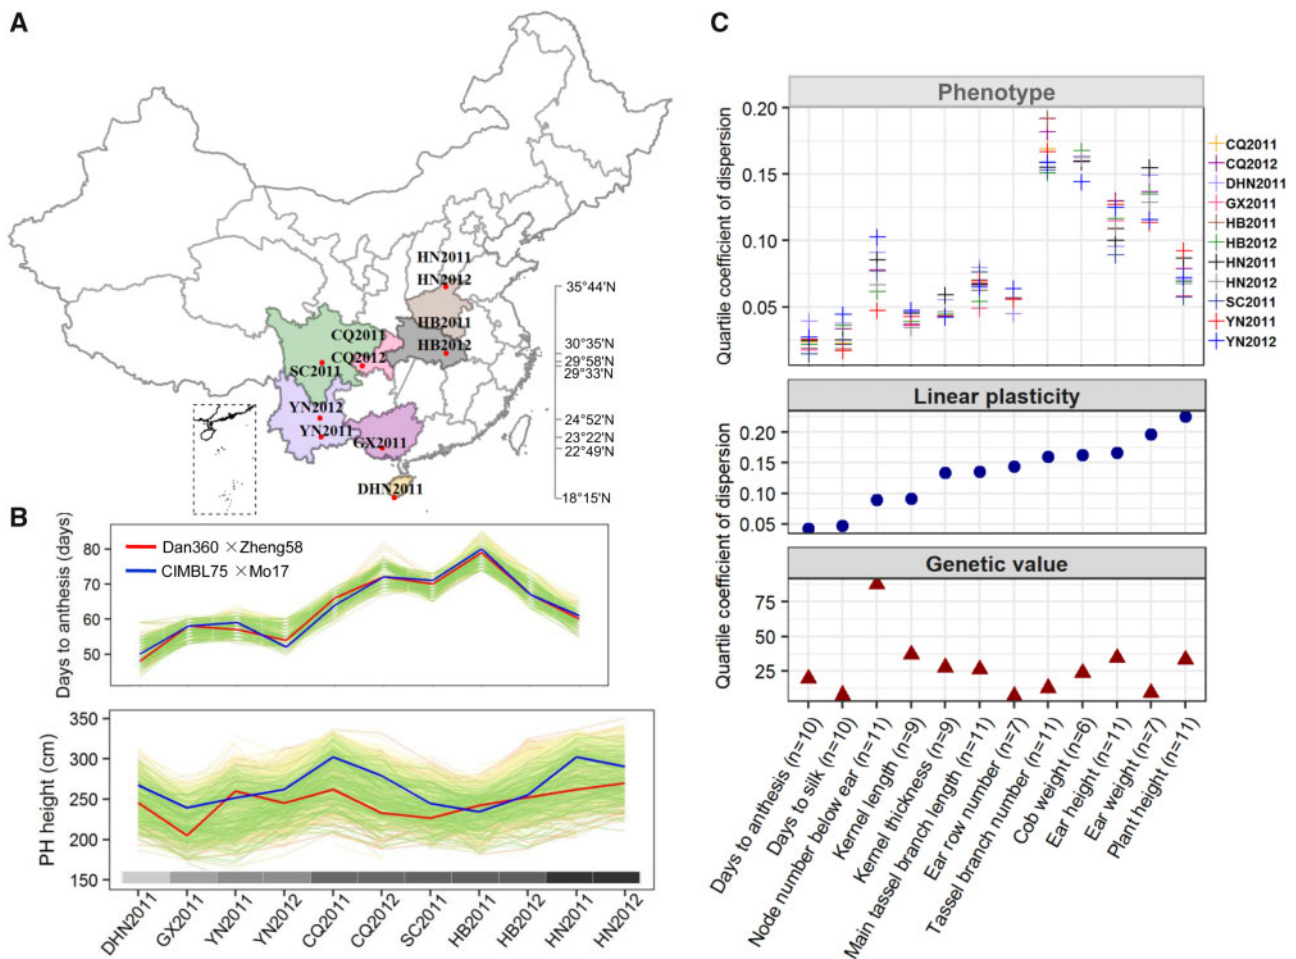 A
HN2011
HN2012
35°44'N
HB2011
CQ2011
HB2012
30°35'N
CQ2012
29°58'N
SC2011
29°33'N
YN2012
24°52'N
YN2011
23°22'N
GX2011
22°49'N
DHN2011
18°15'N
B
Days to anthesis (days)
80
70
60
50
Dan360 ×Zheng58
CIMBL75 ×Mo17
PH height (cm)
350
300
250
200
150
DHN2011
GX2011
YN2011
YN2012
CQ2011
CQ2012
SC2011
HB2011
HB2012
HN2011
HN2012
C
Phenotype
Quartile coefficient of dispersion
0.20
0.15
0.10
0.05
CQ2011
CQ2012
DHN2011
GX2011
HB2011
HB2012
HN2011
HN2012
SC2011
YN2011
YN2012
Linear plasticity
Quartile coefficient of dispersion
0.20
0.15
0.10
0.05
Genetic value
Quartile coefficient of dispersion
75
50
25
Days to anthesis (n=10)
Days to silk (n=10)
Node number below ear (n=11)
Kernel length (n=9)
Kernel thickness (n=9)
Main tassel branch length (n=11)
Ear row number (n=7)
Tassel branch number (n=11)
Cob weight (n=6)
Ear height (n=11)
Ear weight (n=7)
Plant height (n=11)